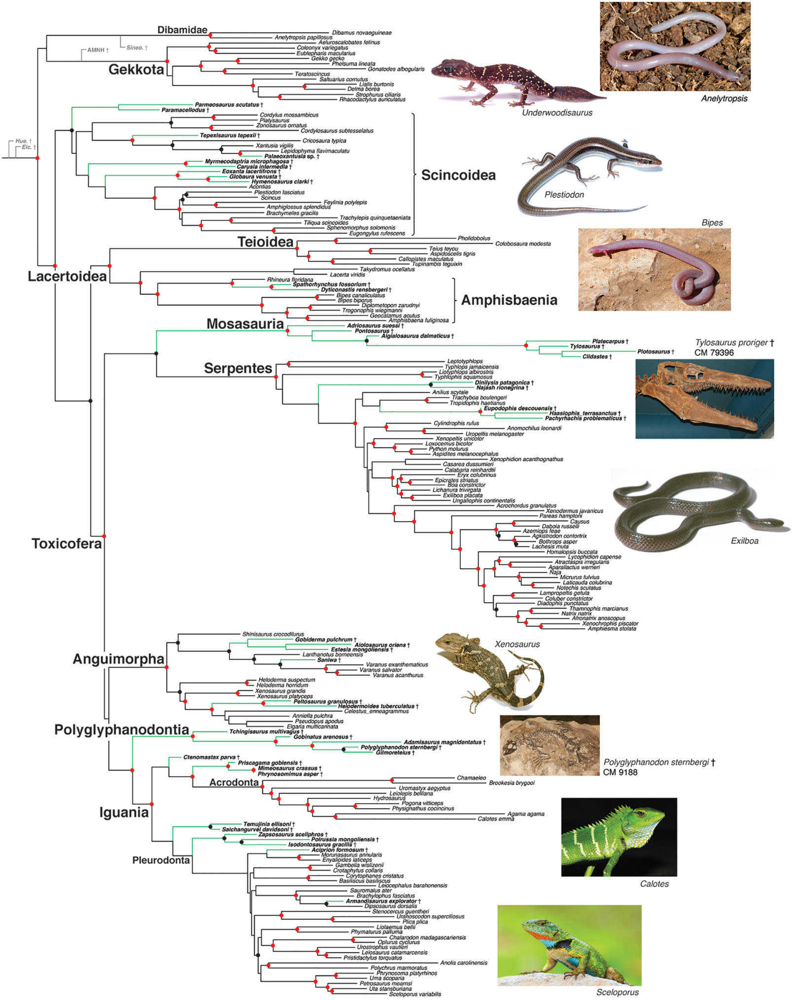 Dibamidae
Dibamus novaeguineae
Anelytropsis papillosus
Sineo. †
AMNH †
Aeluroscalobates felinus
Coleonyx variegatus
Eublepharis macularius
Gekkota
Gekko gecko
Phelsuma lineata
Gonatodes albogularis
Teratoscincus
Saltuarius cornutus
Lialis burtonis
Delma borea
Strophurus ciliaris
Rhacodactylus auriculatus
Underwoodisaurus
Anelytropsis
Hue. †
Eic. †
Parmeosaurus scutatus †
Paramacellodus †
Cordylus mossambicus
Platysaurus
Zonosaurus ornatus
Cordylosaurus subtesselatus
Tepexisaurus tepexii †
Cricosaura typica
Xantusia vigilis
Lepidophyma flavimaculatu
Palaeoxantusia sp. †
Myrmecodaptria microphagosa †
Carusia intermedia †
Eoxanta lacertifrons †
Globaura venusta †
Hymenosaurus clarki †
Acontias
Plestiodon fasciatus
Scincus
Feylinia polylepis
Amphiglossus splendidus
Brachymeles gracilis
Trachylepis quinquetaeniata
Tiliqua scincoides
Sphenomorphus solomonis
Eugongylus rufescens
Scincoidea
Plestiodon
Bipes
Lacertoidea
Teioidea
Pholidobolus
Colobosaura modesta
Teius teyou
Aspidoscelis tigris
Callopistes maculatus
Tupinambis teguixin
Takydromus ocellatus
Lacerta viridis
Rhineura floridana
Spathorhynchus fossorium †
Dyticonastis rensbergeri †
Bipes canaliculatus
Bipes biporus
Diplometopon zarudnyi
Trogonophis wiegmanni
Geocalamus acutus
Amphisbaena fuliginosa
Amphisbaenia
Mosasauria
Adriosaurus suessi †
Pontosaurus †
Aigialosaurus dalmaticus †
Platecarpus †
Tylosaurus †
Plotosaurus †
Clidastes †
Tylosaurus proriger †
CM 79396
Serpentes
Leptotyphlops
Typhlops jamaicensis
Liotyphlops albirostris
Typhlophis squamosus
Dinilysia patagonica †
Najash rionegrina †
Anilius scytale
Trachyboa boulengeri
Tropidophis haetianus
Eupodophis descouensis †
Haasiophis_terrasanctus †
Pachyrhachis problematicus †
Cylindrophis rufus
Anomochilus leonardi
Uropeltis melanogaster
Xenopeltis unicolor
Loxocemus bicolor
Python molurus
Aspidites melanocephalus
Xenophidion acanthognathus
Casarea dussumieri
Calabaria reinhardtii
Eryx colubrinus
Epicrates striatus
Boa constrictor
Lichanura trivirgata
Exiliboa placata
Ungaliophis continentalis
Acrochordus granulatus
Xenodermus javanicus
Pareas hamptoni
Causus
Daboia russelli
Azemiops feae
Agkistrodon contortrix
Bothrops asper
Lachesis muta
Homalopsis buccata
Lycophidion capense
Atractaspis irregularis
Aparallactus werneri
Naja
Micrurus fulvius
Laticauda colubrina
Notechis scutatus
Lampropeltis getula
Coluber constrictor
Diadophis punctatus
Thamnophis marcianus
Natrix natrix
Afronatrix anoscopus
Xenochrophis piscator
Amphiesma stolata
Exilboa
Toxicofera
Anguimorpha
Shinisaurus crocodilurus
Gobiderma pulchrum †
Aiolosaurus oriens †
Estesia mongoliensis †
Lanthanotus borneensis
Saniwa †
Varanus exanthematicus
Varanus salvator
Varanus acanthurus
Heloderma suspectum
Heloderma horridum
Xenosaurus grandis
Xenosaurus platyceps
Peltosaurus granulosus †
Helodermoides tuberculatus †
Celestus_enneagrammus
Anniella pulchra
Pseudopus apodus
Elgaria multicarinata
Xenosaurus
Polyglyphanodontia
Tchingisaurus multivagus †
Gobinatus arenosus †
Adamisaurus magnidentatus †
Polyglyphanodon sternbergi †
Gilmoreteius †
Polyglyphanodon sternbergi †
CM 9188
Ctenomastax parva †
Priscagama gobiensis †
Mimeosaurus crassus †
Phrynosomimus asper †
Acrodonta
Chamaeleo
Brookesia brygooi
Uromastyx aegyptus
Leiolepis belliana
Hydrosaurus
Pogona vitticeps
Physignathus cocincinus
Agama agama
Calotes emma
Iguania
Temujinia ellisoni †
Saichangurvel davidsoni †
Zapsosaurus sceliphros †
Polrussia mongoliensis †
Isodontosaurus gracilis †
Pleurodonta
Aciprion formosum †
Morunasaurus annularis
Enyalioides laticeps
Gambelia wislizenii
Crotaphytus collaris
Corytophanes cristatus
Basiliscus basiliscus
Leiocephalus barahonensis
Sauromalus ater
Brachylophus fasciatus
Armandisaurus explorator †
Dipsosaurus dorsalis
Stenocercus guentheri
Uranoscodon superciliosus
Plica plica
Liolaemus bellii
Phymaturus palluma
Chalarodon madagascariensis
Oplurus cyclurus
Urostrophus vautieri
Leiosaurus catamarcensis
Pristidactylus torquatus
Anolis carolinensis
Polychrus marmoratus
Phrynosoma platyrhinos
Uma scoparia
Petrosaurus mearnsi
Uta stansburiana
Sceloporus variabilis
Calotes
Sceloporus